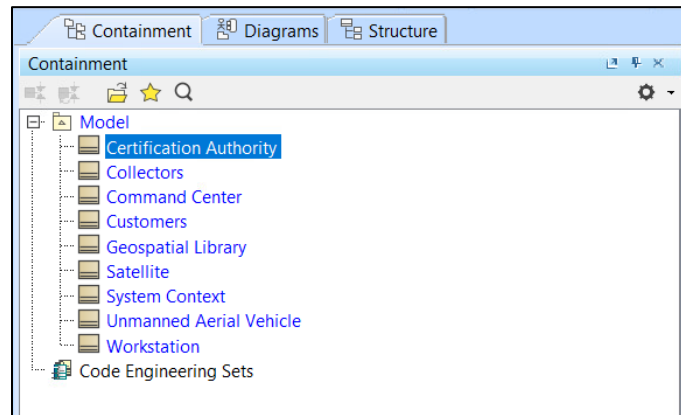 Containment Diagrams Structure
Containment
Model
Certification Authority
Collectors
Command Center
Customers
Geospatial Library
Satellite
System Context
Unmanned Aerial Vehicle
Workstation
Code Engineering Sets